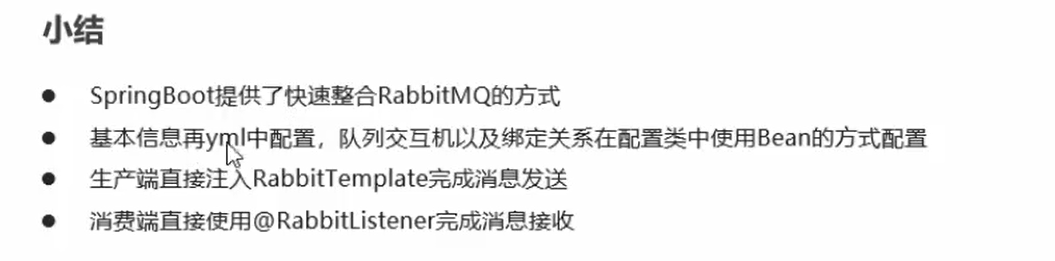 小结
● SpringBoot提供了快速整合RabbitMQ的方式
● 基本信息再yml中配置，队列交互机以及绑定关系在配置类中使用Bean的方式配置
● 生产端直接注入RabbitTemplate完成消息发送
● 消费端直接使用@RabbitListener完成消息接收